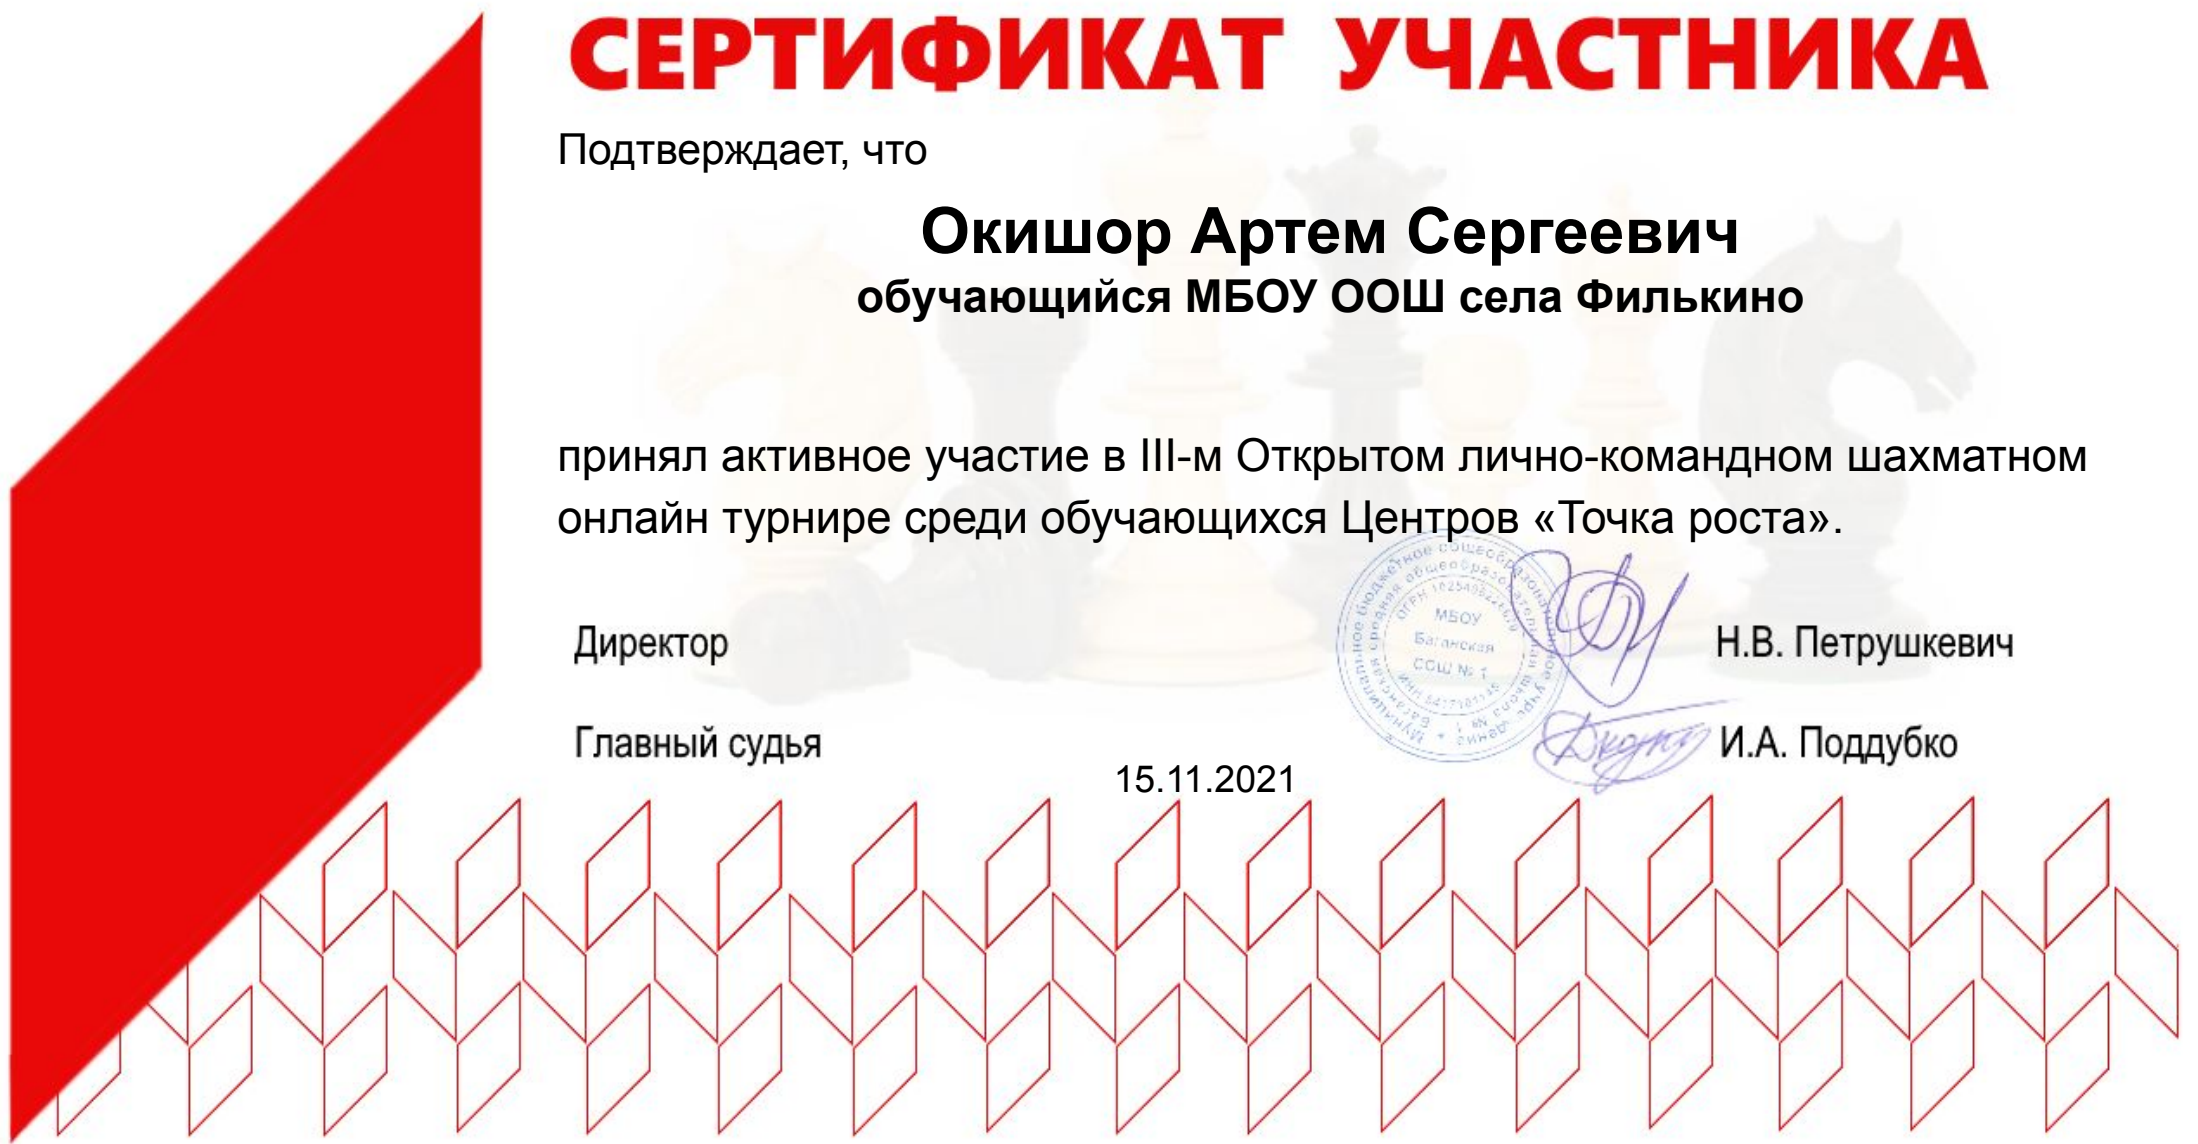 СЕРТИФИКАТ УЧАСТНИКА
Подтверждает, что
Окишор Артем Сергеевич
обучающийся МБОУ ООШ села Филькино
принял активное участие в III-м Открытом лично-командном шахматном
онлайн турнире среди обучающихся Центров «Точка роста».
Директор
Н.В. Петрушкевич
МБОУ
Баганская
СОШ № 1
Главный судья
И.А. Поддубко
15.11.2021